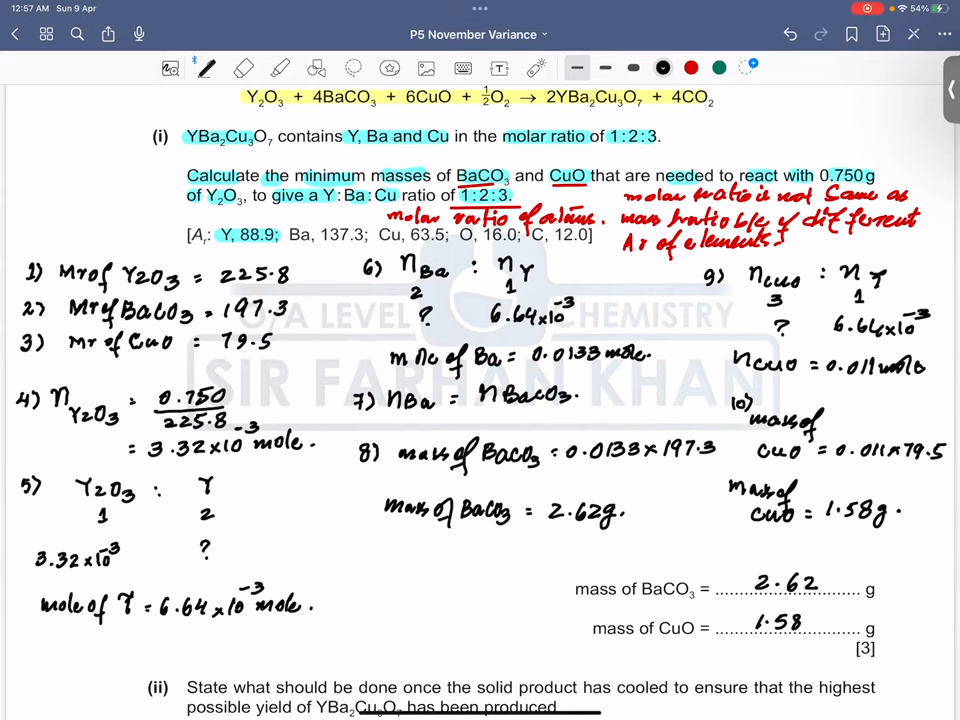 12:57 AM Sun 9 Apr
54%
P5 November Variance
Y₂O₃ + 4BaCO₃ + 6CuO + ½O₂ → 2YBa₂Cu₃O₇ + 4CO₂
(i) YBa₂Cu₃O₇ contains Y, Ba and Cu in the molar ratio of 1:2:3.
Calculate the minimum masses of BaCO₃ and CuO that are needed to react with 0.750g
of Y₂O₃, to give a Y:Ba:Cu ratio of 1:2:3.
molar ratio of atoms.
molar ratio is not same as
mass ratio b/c of different
Ar of elements.
[Aᵣ: Y, 88.9; Ba, 137.3; Cu, 63.5; O, 16.0; C, 12.0]
O/A LEVEL CHEMISTRY
SIR FARHAN KHAN
1) Mr of Y₂O₃ = 225.8
2) Mr of BaCO₃ = 197.3
3) Mr of CuO = 79.5
4) n Y₂O₃ = 0.750
225.8
= 3.32×10⁻³ mole.
5) Y₂O₃ : Y
1 2
3.32×10⁻³ ?
mole of Y = 6.64×10⁻³ mole.
6) nBa : nY
2 1
? 6.64×10⁻³
mole of Ba = 0.0133 mole.
7) nBa = nBaCO₃.
8) mass of BaCO₃ = 0.0133×197.3
mass of BaCO₃ = 2.62g.
9) nCuO : nY
3 1
? 6.64×10⁻³
nCuO = 0.011 mole
10) mass of
CuO = 0.011×79.5
mass of
CuO = 1.58g.
mass of BaCO₃ = 2.62 g
mass of CuO = 1.58 g
[3]
(ii) State what should be done once the solid product has cooled to ensure that the highest
possible yield of YBa₂Cu₃O₇ has been produced